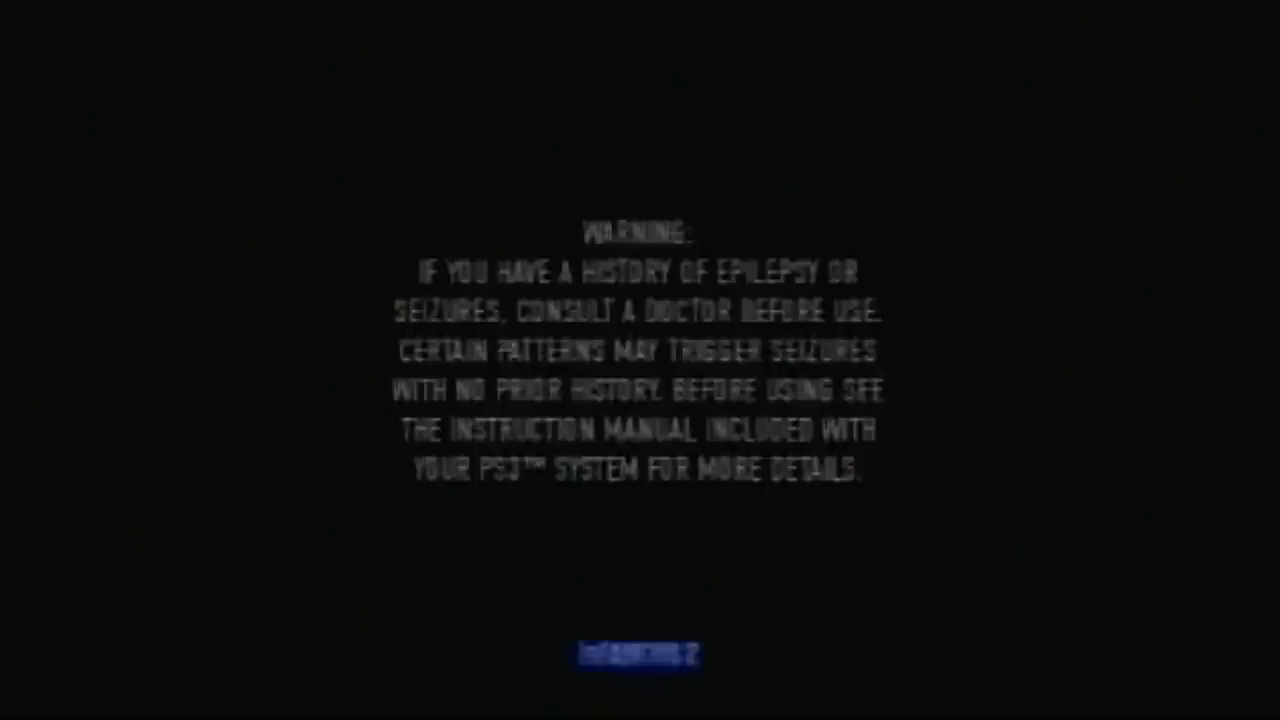 WARNING:
IF YOU HAVE A HISTORY OF EPILEPSY OR
SEIZURES, CONSULT A DOCTOR BEFORE USE.
CERTAIN PATTERNS MAY TRIGGER SEIZURES
WITH NO PRIOR HISTORY. BEFORE USING SEE
THE INSTRUCTION MANUAL INCLUDED WITH
YOUR PS3™ SYSTEM FOR MORE DETAILS.